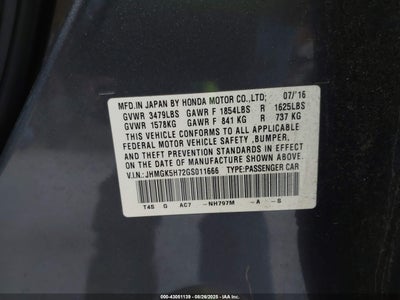 MFD. IN JAPAN BY HONDA MOTOR CO.,LTD. 07/'16
GVWR 3479LBS GAWR F 1854LBS R 1625LBS
GVWR 1578KG GAWR F 841 KG R 737 KG
THIS VEHICLE CONFORMS TO ALL APPLICABLE
FEDERAL MOTOR VEHICLE SAFETY ,BUMPER,
AND THEFT PREVENTION STANDARDS IN EFFECT ON
THE DATE OF MANUFACTURE SHOWN ABOVE.
V.I.N.: JHMGK5H72GS011666 TYPE:PASSENGER CAR
T4S G AC7 -NH797M -A -S
000-43051139 - 08/26/2025 - IAAI.COM